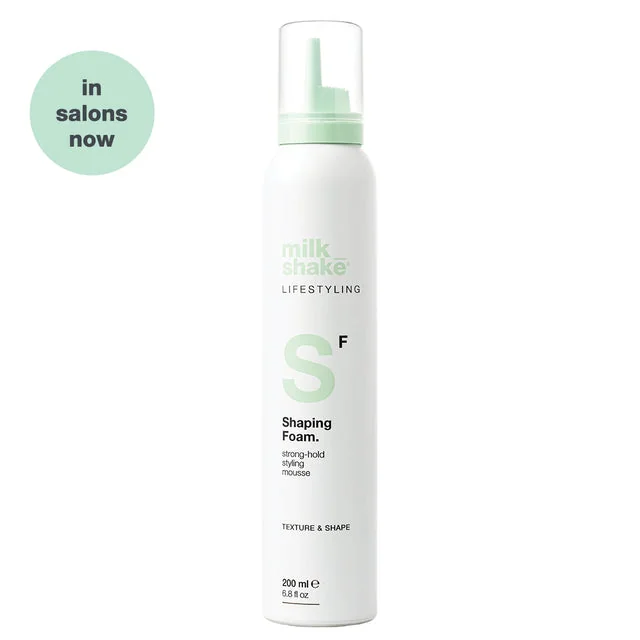 in
salons
now
milk_
shake®
LIFESTYLING
S F
Shaping
Foam.
strong-hold
styling
mousse
TEXTURE & SHAPE
200 ml ℮
6.8 fl oz